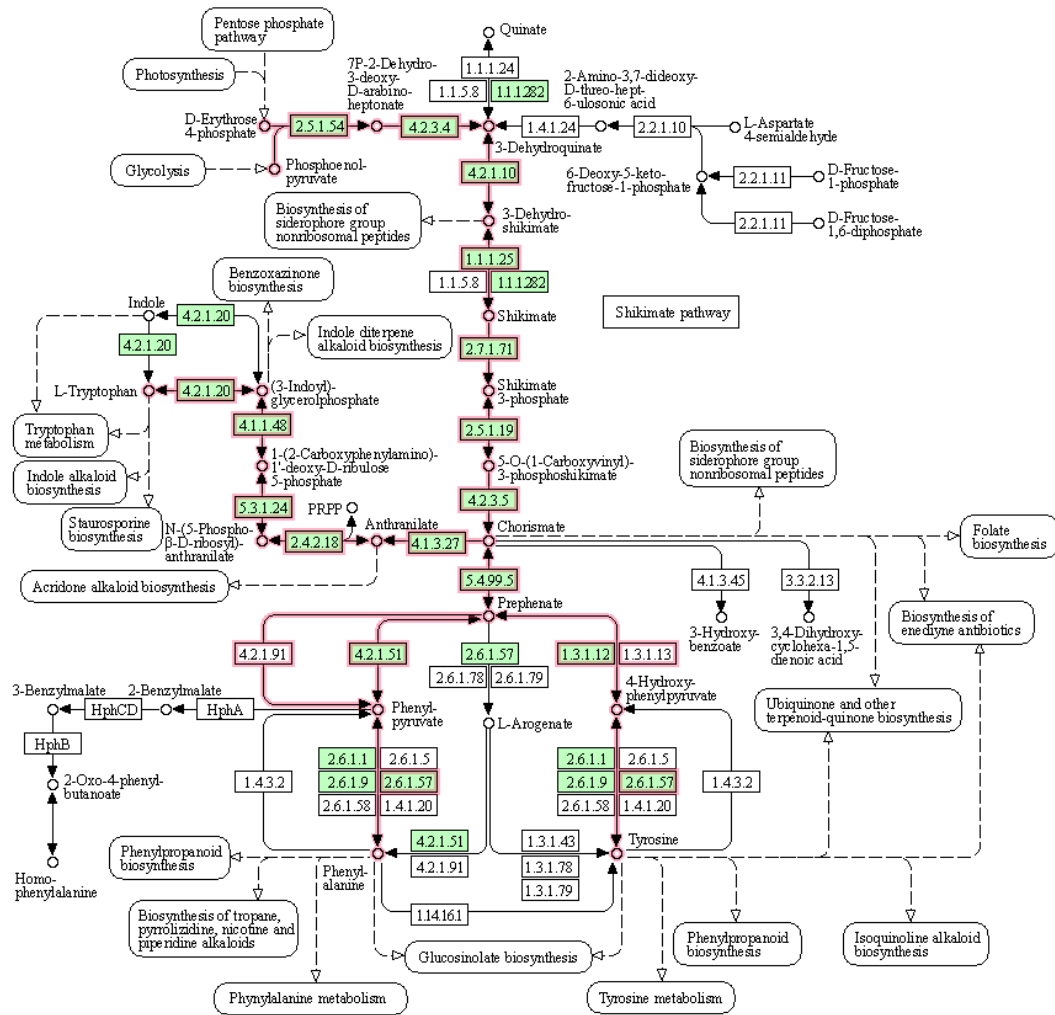 Pentose phosphate
pathway
Quinate
Photosynthesis
7P-2-Dehydro-
3-deoxy-
D-arabino-
heptonate
1.1.1.24
1.1.5.8
1.1.1.282
2-Amino-3,7-dideoxy-
D-threo-hept-
6-ulosonic acid
D-Erythrose
4-phosphate
2.5.1.54
4.2.3.4
1.4.1.24
2.2.1.10
L-Aspartate
4-semialdehyde
3-Dehydroquinate
Glycolysis
Phosphoenol-
pyruvate
4.2.1.10
6-Deoxy-5-keto-
fructose-1-phosphate
2.2.1.11
D-Fructose-
1-phosphate
Biosynthesis of
siderophore group
nonribosomal peptides
3-Dehydro-
shikimate
2.2.1.11
D-Fructose-
1,6-diphosphate
1.1.1.25
1.1.5.8
1.1.1.282
Benzoxazinone
biosynthesis
Indole
4.2.1.20
4.2.1.20
Indole diterpene
alkaloid biosynthesis
Shikimate
Shikimate pathway
2.7.1.71
L-Tryptophan
4.2.1.20
(3-Indoyl)-
glycerolphosphate
Shikimate
3-phosphate
Tryptophan
metabolism
4.1.1.48
2.5.1.19
1-(2-Carboxyphenylamino)-
1'-deoxy-D-ribulose
5-phosphate
5-O-(1-Carboxyvinyl)-
3-phosphoshikimate
Biosynthesis of
siderophore group
nonribosomal peptides
Indole alkaloid
biosynthesis
5.3.1.24
PRPP
4.2.3.5
Staurosporine
biosynthesis
N-(5-Phospho-
β-D-ribosyl)-
anthranilate
2.4.2.18
Anthranilate
4.1.3.27
Chorismate
Folate
biosynthesis
Acridone alkaloid biosynthesis
5.4.99.5
4.1.3.45
3.3.2.13
Prephenate
3-Hydroxy-
benzoate
3,4-Dihydroxy-
cyclohexa-1,5-
dienoic acid
Biosynthesis of
enediyne antibiotics
4.2.1.91
4.2.1.51
2.6.1.57
1.3.1.12
1.3.1.13
2.6.1.78
2.6.1.79
3-Benzylmalate
2-Benzylmalate
HphCD
HphA
Phenyl-
pyruvate
4-Hydroxy-
phenylpyruvate
L-Arogenate
Ubiquinone and other
terpenoid-quinone biosynthesis
HphB
2-Oxo-4-phenyl-
butanoate
1.4.3.2
2.6.1.1
2.6.1.5
2.6.1.9
2.6.1.57
2.6.1.58
1.4.1.20
2.6.1.1
2.6.1.5
2.6.1.9
2.6.1.57
2.6.1.58
1.4.1.20
1.4.3.2
Homo-
phenylalanine
Phenylpropanoid
biosynthesis
4.2.1.51
4.2.1.91
Phenyl-
alanine
1.3.1.43
1.3.1.78
1.3.1.79
Tyrosine
1.14.16.1
Biosynthesis of tropane,
pyrrolizidine, nicotine and
piperidine alkaloids
Glucosinolate biosynthesis
Phenylpropanoid
biosynthesis
Isoquinoline alkaloid
biosynthesis
Phynylalanine metabolism
Tyrosine metabolism